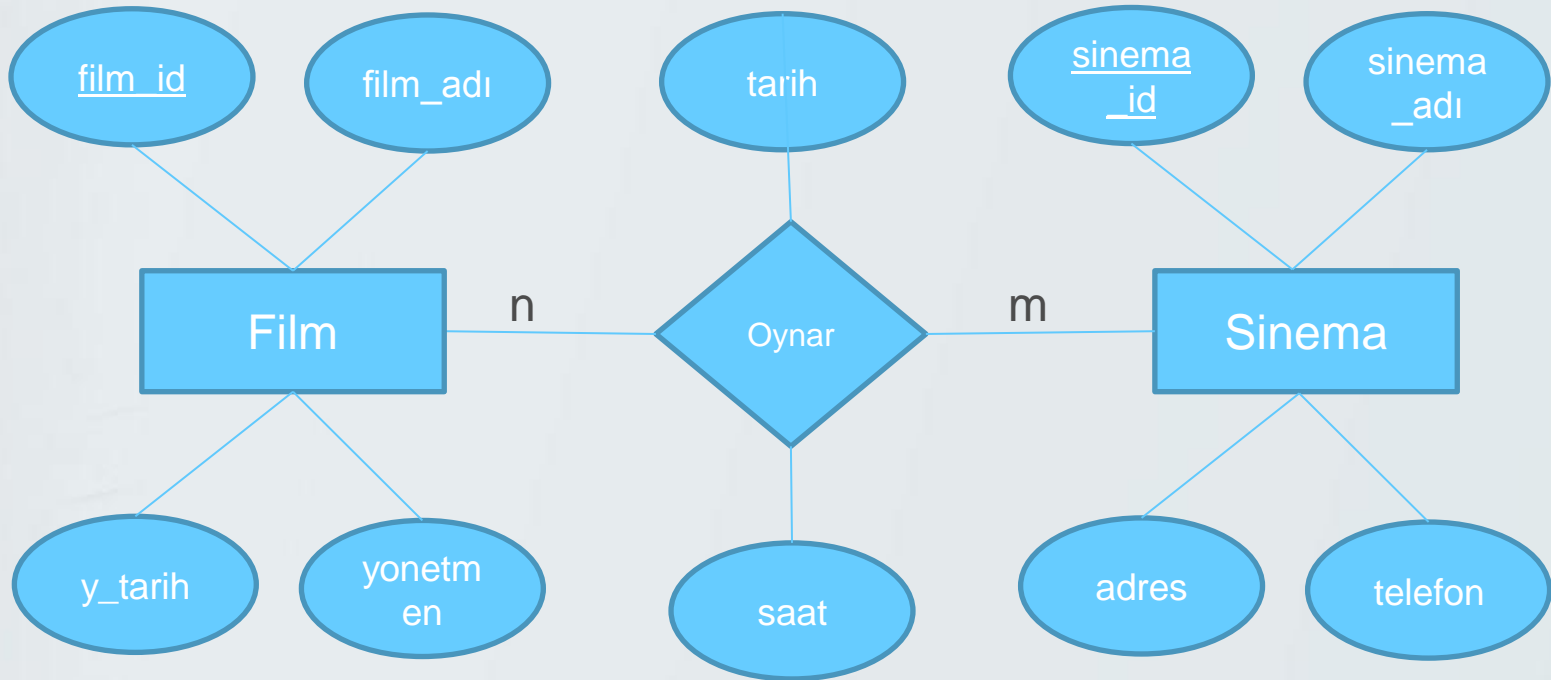 film_id
film_adı
tarih
sinema
_id
sinema
_adı
Film
n
Oynar
m
Sinema
y_tarih
yonetm
en
saat
adres
telefon